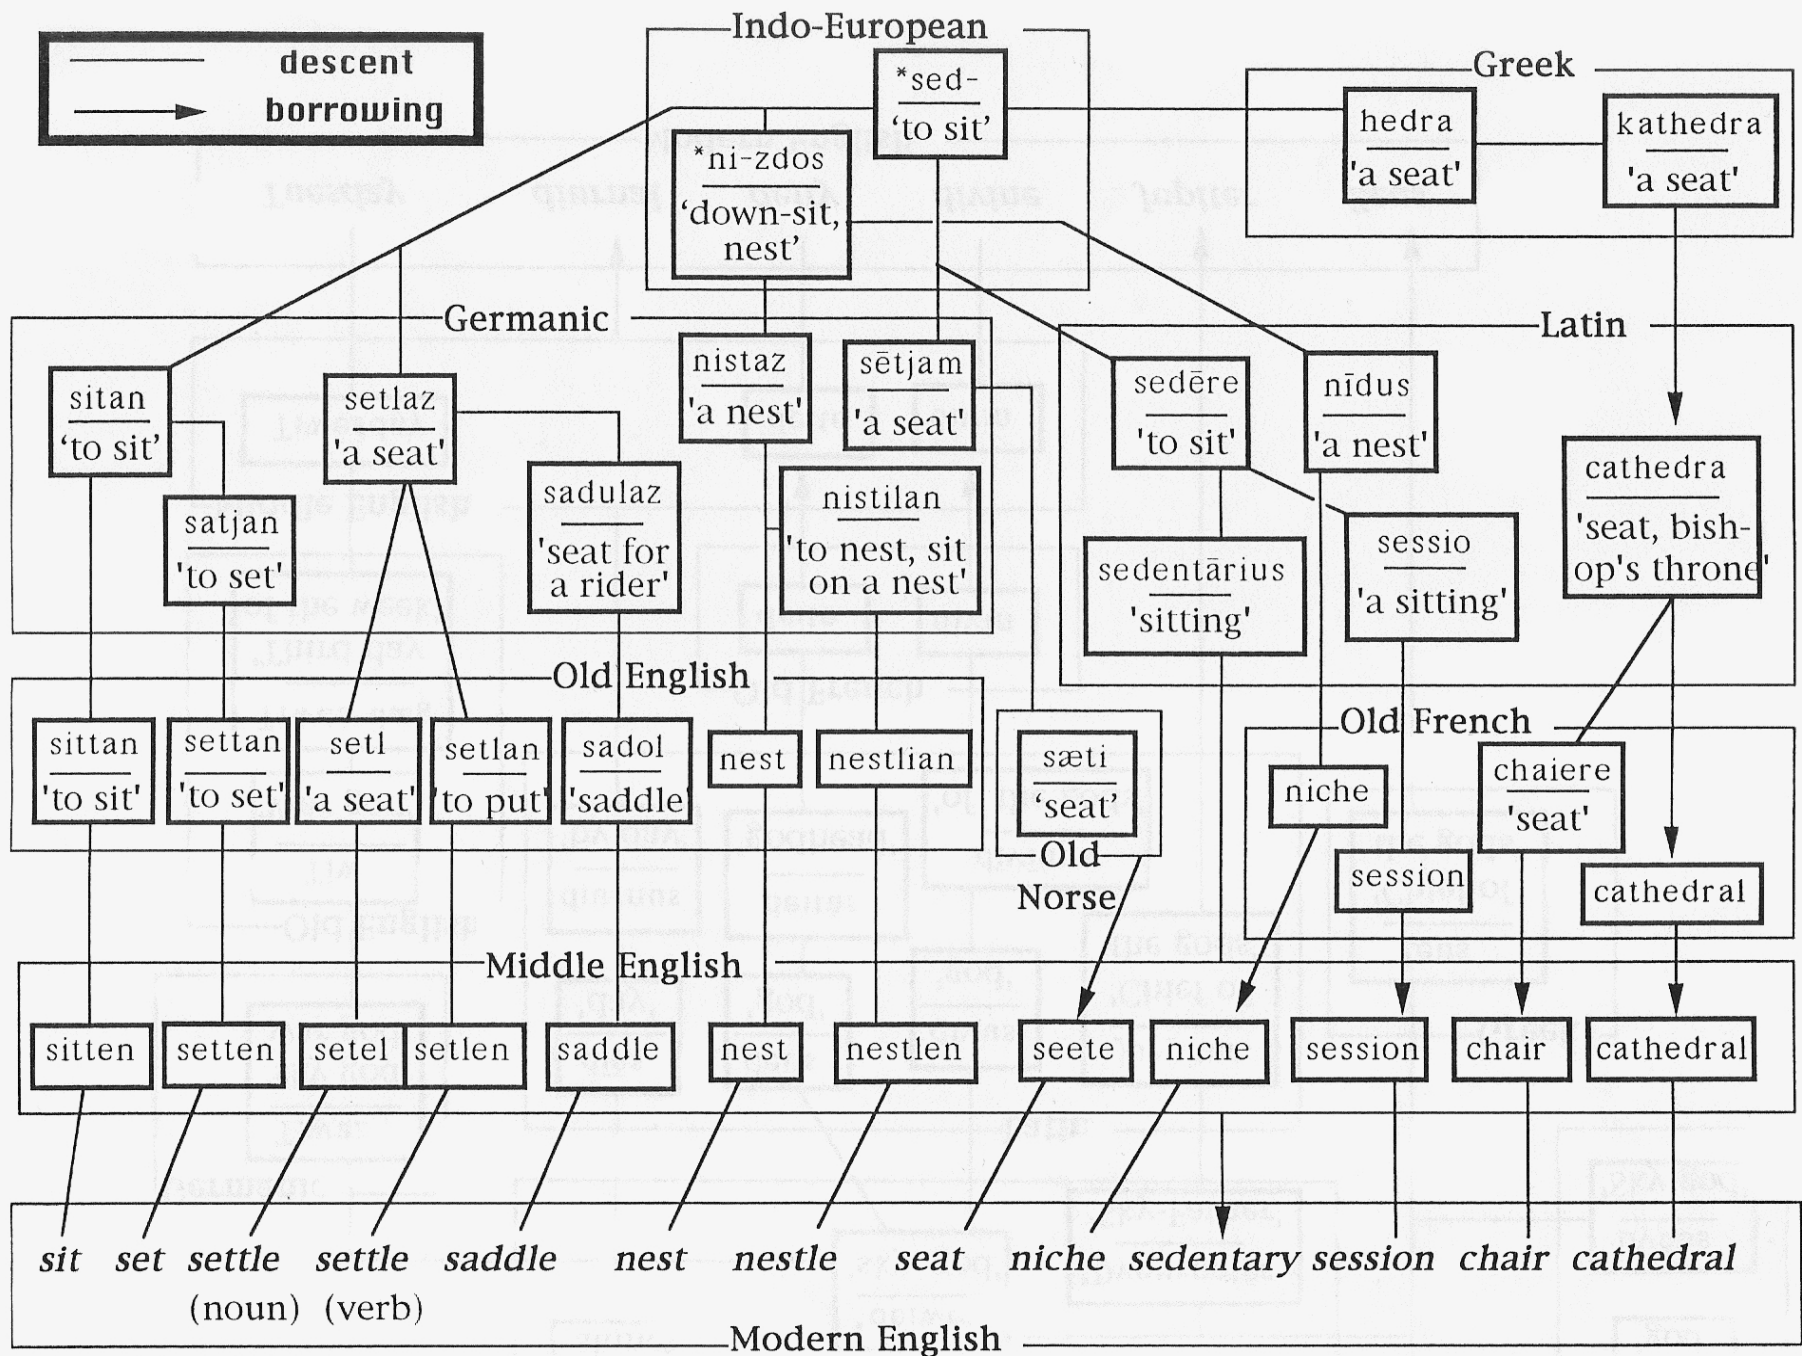 descent
borrowing
Indo-European
*sed-
‘to sit’
*ni-zdos
‘down-sit,
nest’
Greek
hedra
'a seat'
kathedra
'a seat'
Germanic
sitan
‘to sit’
satjan
'to set'
setlaz
'a seat'
sadulaz
'seat for
a rider'
nistaz
'a nest'
sētjam
'a seat'
nistilan
'to nest, sit
on a nest'
Latin
sedēre
'to sit'
nīdus
'a nest'
sedentārius
'sitting'
sessio
'a sitting'
cathedra
'seat, bish-
op's throne'
Old English
sittan
'to sit'
settan
'to set'
setl
'a seat'
setlan
'to put'
sadol
'saddle'
nest
nestlian
sæti
‘seat’
Old
Norse
Old French
niche
session
chaiere
'seat'
cathedral
Middle English
sitten
setten
setel
setlen
saddle
nest
nestlen
seete
niche
session
chair
cathedral
sit set settle settle saddle nest nestle seat niche sedentary session chair cathedral
(noun) (verb)
Modern English